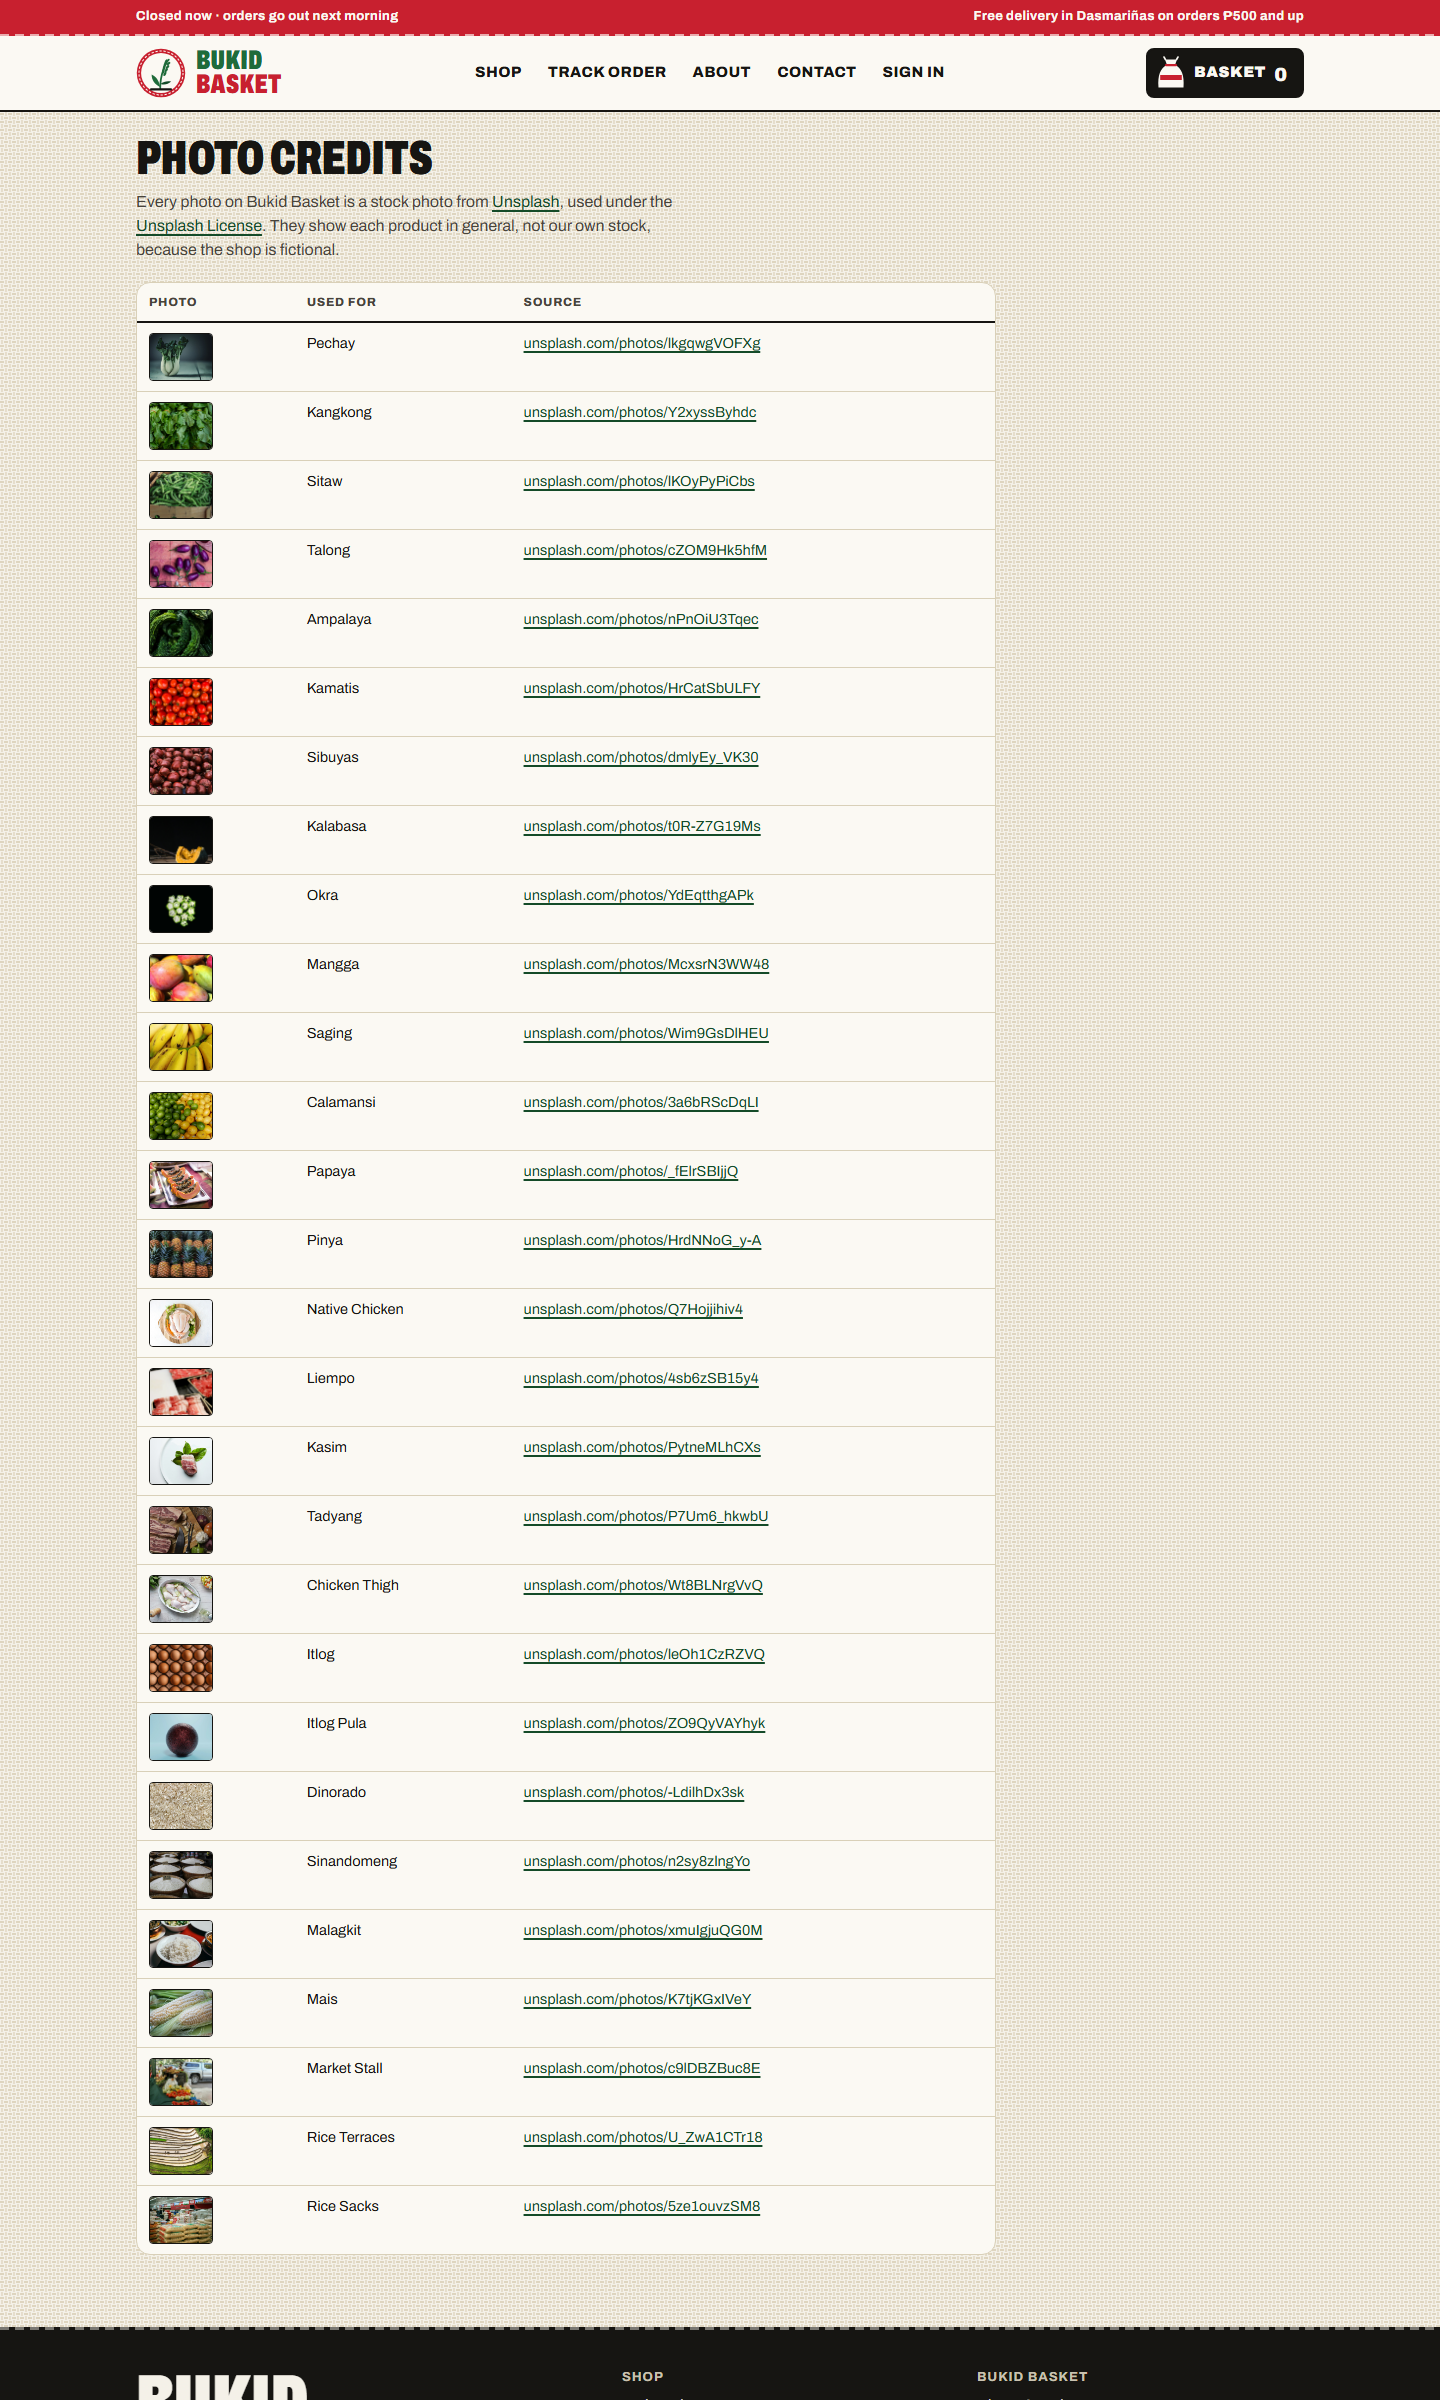 Closed now · orders go out next morning
Free delivery in Dasmariñas on orders ₱500 and up
BUKID
BASKET
SHOP
TRACK ORDER
ABOUT
CONTACT
SIGN IN
BASKET 0
PHOTO CREDITS
Every photo on Bukid Basket is a stock photo from Unsplash, used under the
Unsplash License. They show each product in general, not our own stock,
because the shop is fictional.
PHOTO USED FOR SOURCE
Pechay unsplash.com/photos/lkgqwgVOFXg
Kangkong unsplash.com/photos/Y2xyssByhdc
Sitaw unsplash.com/photos/lKOyPyPiCbs
Talong unsplash.com/photos/cZOM9Hk5hfM
Ampalaya unsplash.com/photos/nPnOiU3Tqec
Kamatis unsplash.com/photos/HrCatSbULFY
Sibuyas unsplash.com/photos/dmlyEy_VK30
Kalabasa unsplash.com/photos/t0R-Z7G19Ms
Okra unsplash.com/photos/YdEqtthgAPk
Mangga unsplash.com/photos/McxsrN3WW48
Saging unsplash.com/photos/Wim9GsDlHEU
Calamansi unsplash.com/photos/3a6bRScDqLI
Papaya unsplash.com/photos/_fElrSBljjQ
Pinya unsplash.com/photos/HrdNNoG_y-A
Native Chicken unsplash.com/photos/Q7Hojjihiv4
Liempo unsplash.com/photos/4sb6zSB15y4
Kasim unsplash.com/photos/PytneMLhCXs
Tadyang unsplash.com/photos/P7Um6_hkwbU
Chicken Thigh unsplash.com/photos/Wt8BLNrgVvQ
Itlog unsplash.com/photos/leOh1CzRZVQ
Itlog Pula unsplash.com/photos/ZO9QyVAYhyk
Dinorado unsplash.com/photos/-LdilhDx3sk
Sinandomeng unsplash.com/photos/n2sy8zlngYo
Malagkit unsplash.com/photos/xmuIgjuQG0M
Mais unsplash.com/photos/K7tjKGxIVeY
Market Stall unsplash.com/photos/c9lDBZBuc8E
Rice Terraces unsplash.com/photos/U_ZwA1CTr18
Rice Sacks unsplash.com/photos/5ze1ouvzSM8
BUKID
SHOP
BUKID BASKET